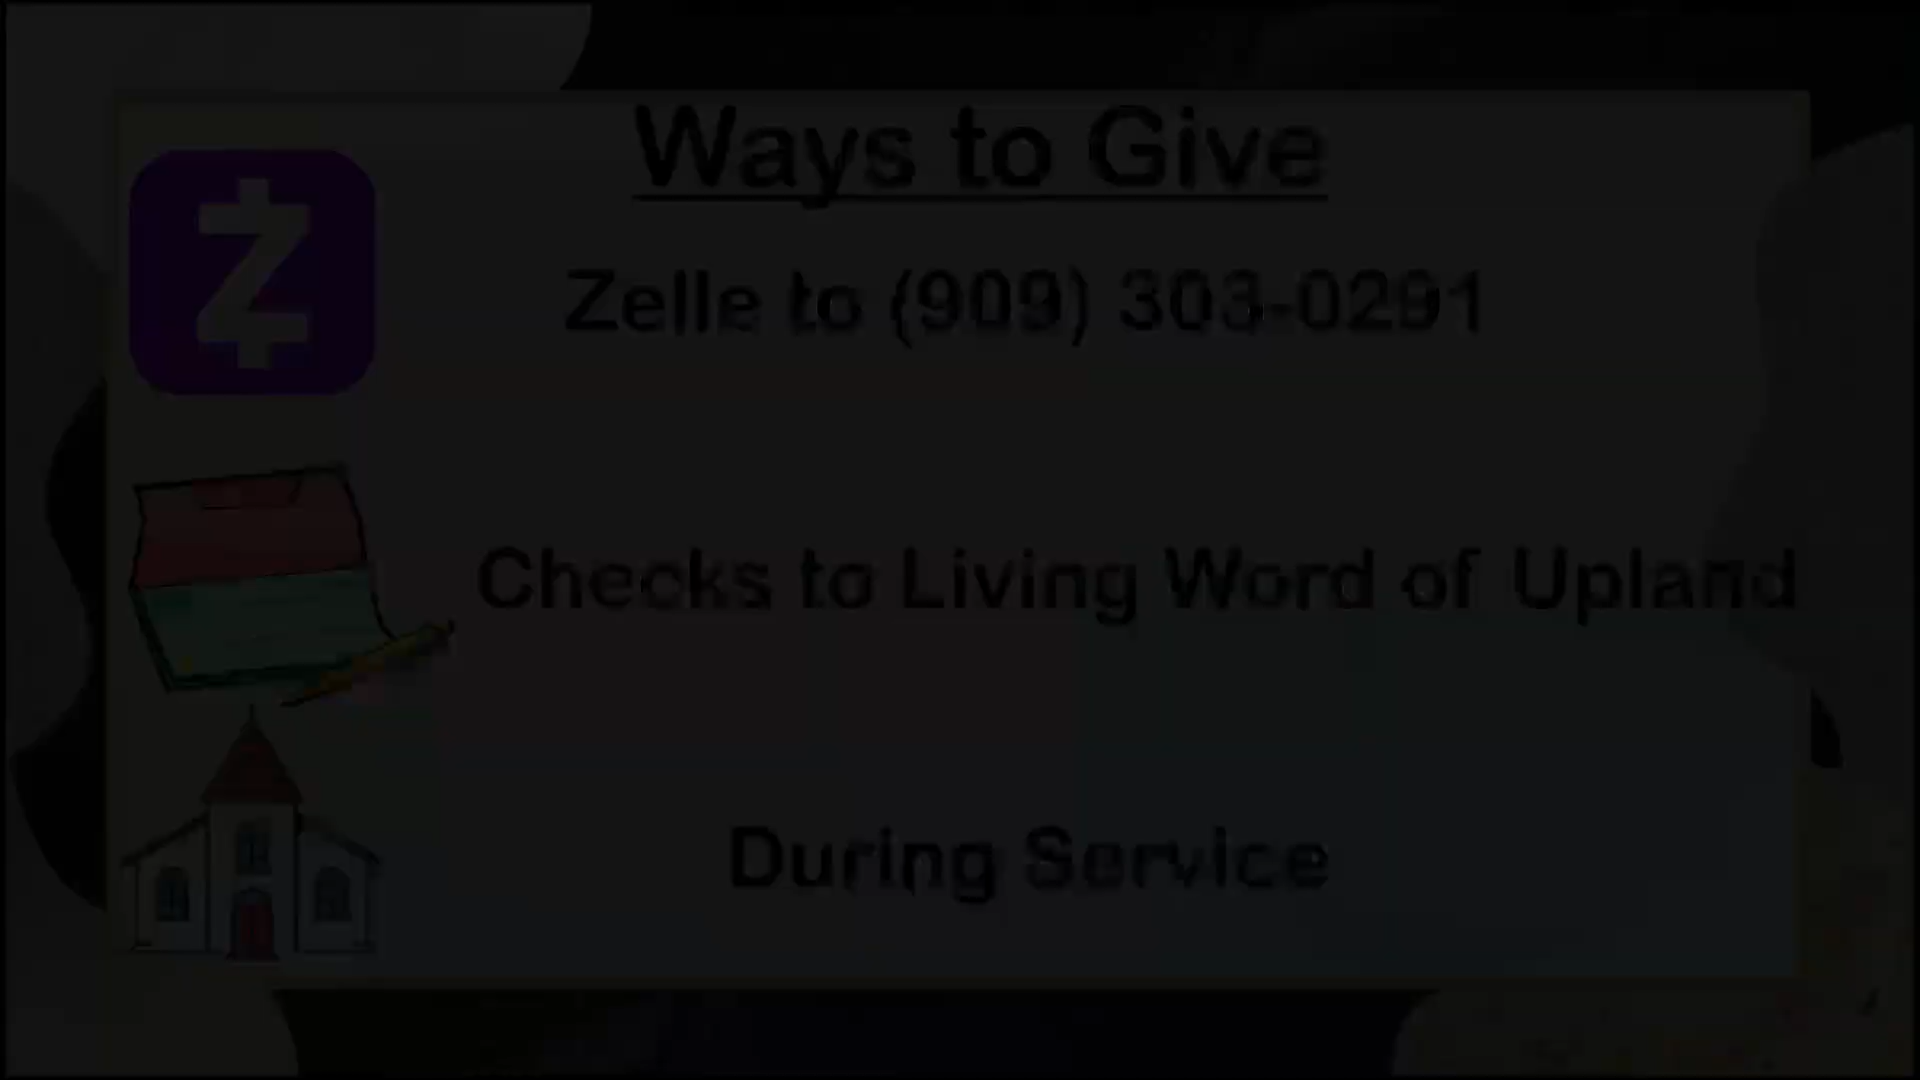 Ways to Give
Zelle to (909) 303-0291
Checks to Living Word of Upland
During Service